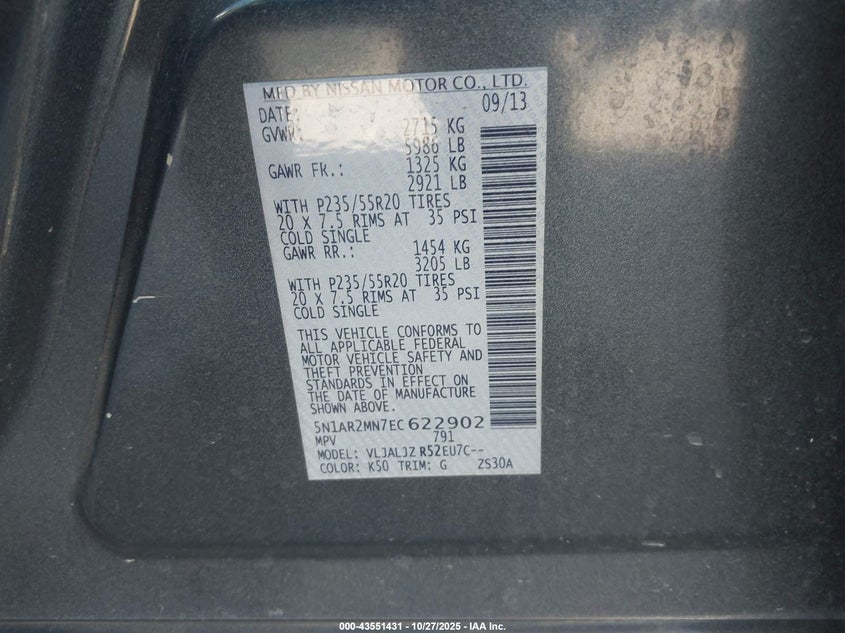 MFD BY NISSAN MOTOR CO., LTD.
DATE: 09/13
GVWR: 2715 KG
5986 LB
GAWR FR.: 1325 KG
2921 LB
WITH P235/55R20 TIRES
20 X 7.5 RIMS AT 35 PSI
COLD SINGLE
GAWR RR.: 1454 KG
3205 LB
WITH P235/55R20 TIRES
20 X 7.5 RIMS AT 35 PSI
COLD SINGLE
THIS VEHICLE CONFORMS TO
ALL APPLICABLE FEDERAL
MOTOR VEHICLE SAFETY AND
THEFT PREVENTION
STANDARDS IN EFFECT ON
THE DATE OF MANUFACTURE
SHOWN ABOVE.
5N1AR2MN7EC622902
MPV 791
MODEL: VLJALJZ R52EU7C--
COLOR: K50 TRIM: G ZS30A
000-43551431 - 10/27/2025 - IAA Inc.